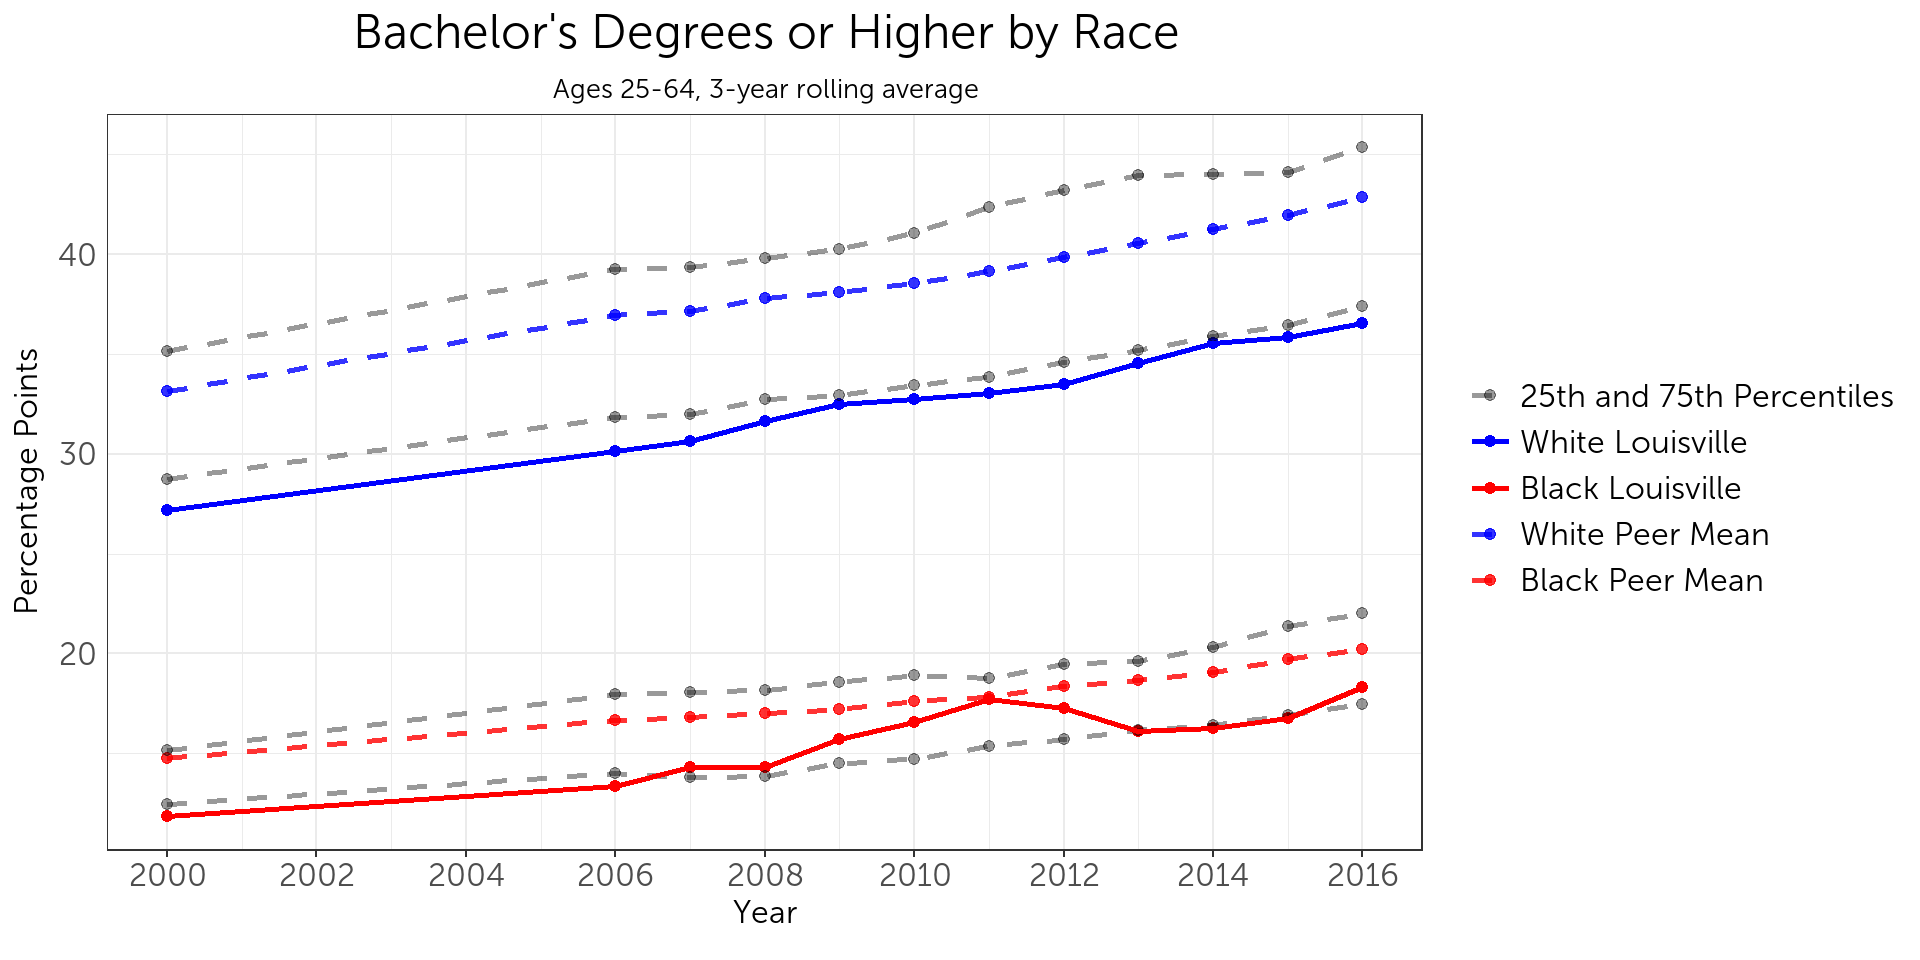 Bachelor's Degrees or Higher by Race
Ages 25-64, 3-year rolling average
Percentage Points
40
30
20
2000 2002 2004 2006 2008 2010 2012 2014 2016
Year
25th and 75th Percentiles
White Louisville
Black Louisville
White Peer Mean
Black Peer Mean